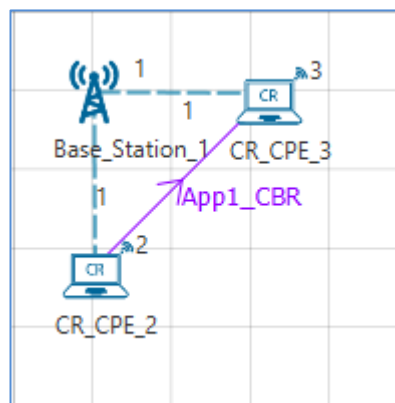 1
3
CR
1
Base_Station_1
CR_CPE_3
1
App1_CBR
2
CR
CR_CPE_2